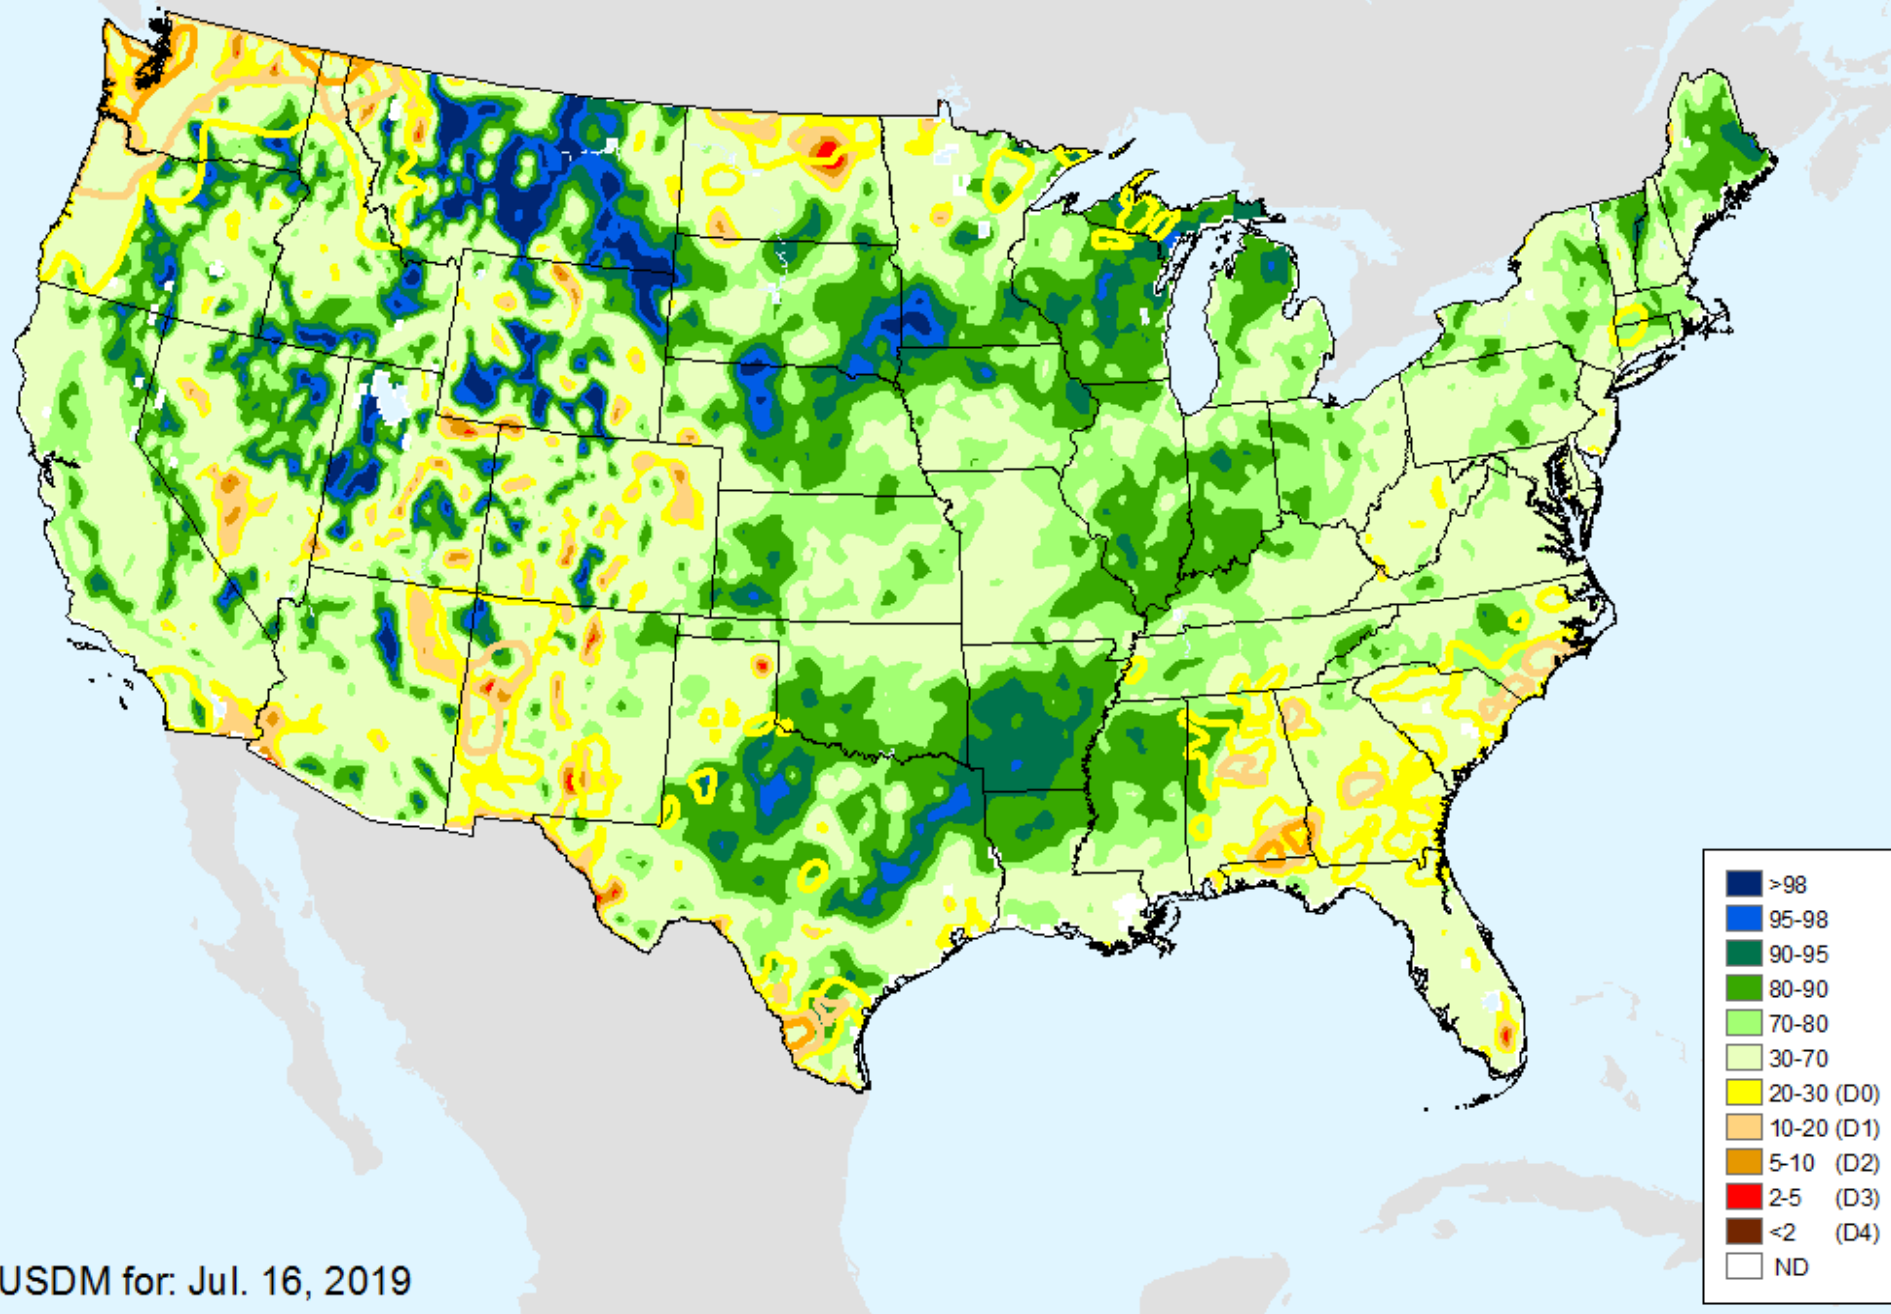 >98
95-98
90-95
80-90
70-80
30-70
20-30 (D0)
10-20 (D1)
5-10 (D2)
2-5 (D3)
<2 (D4)
ND
USDM for: Jul. 16, 2019